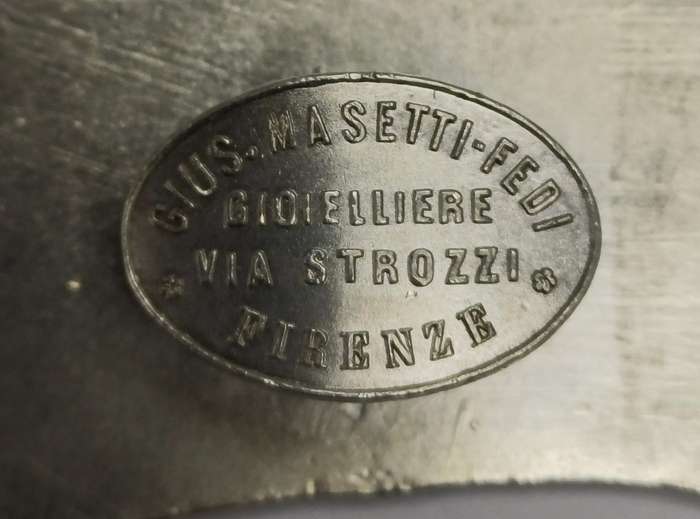 GIUS. MASETTI-FEDI
GIOIELLIERE
VIA STROZZI
FIRENZE